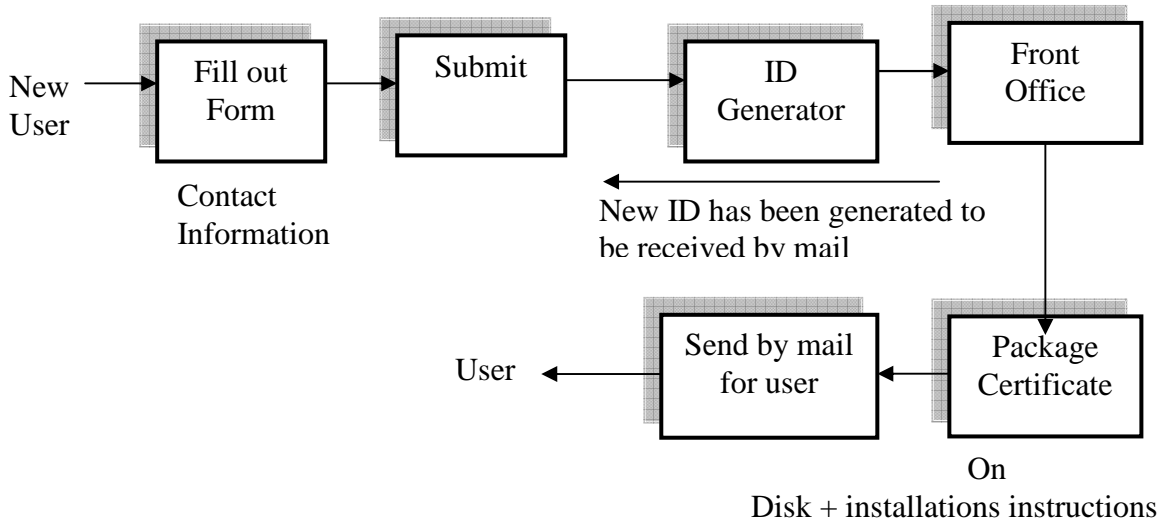 New
User
Fill out
Form
Contact
Information
Submit
ID
Generator
Front
Office
New ID has been generated to
be received by mail
Package
Certificate
On
Disk + installations instructions
Send by mail
for user
User